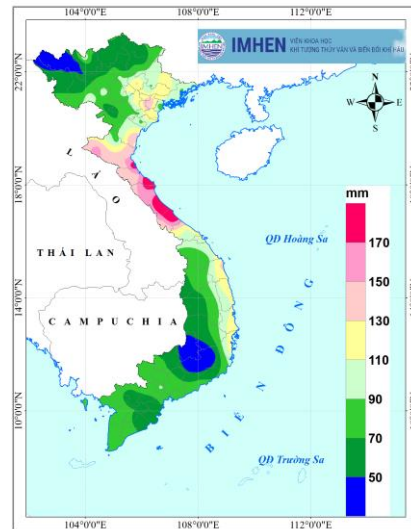 104°0'0"E
108°0'0"E
112°0'0"E
IMHEN
VIỆN KHOA HỌC
KHÍ TƯỢNG THỦY VĂN VÀ BIẾN ĐỔI KHÍ HẬU
22°0'0"N
N
W
E
S
LÀO
18°0'0"N
mm
170
150
130
110
90
70
50
QĐ Hoàng Sa
THÁI LAN
14°0'0"N
CAMPUCHIA
BIỂN ĐÔNG
10°0'0"N
QĐ Trường Sa
104°0'0"E
108°0'0"E
112°0'0"E